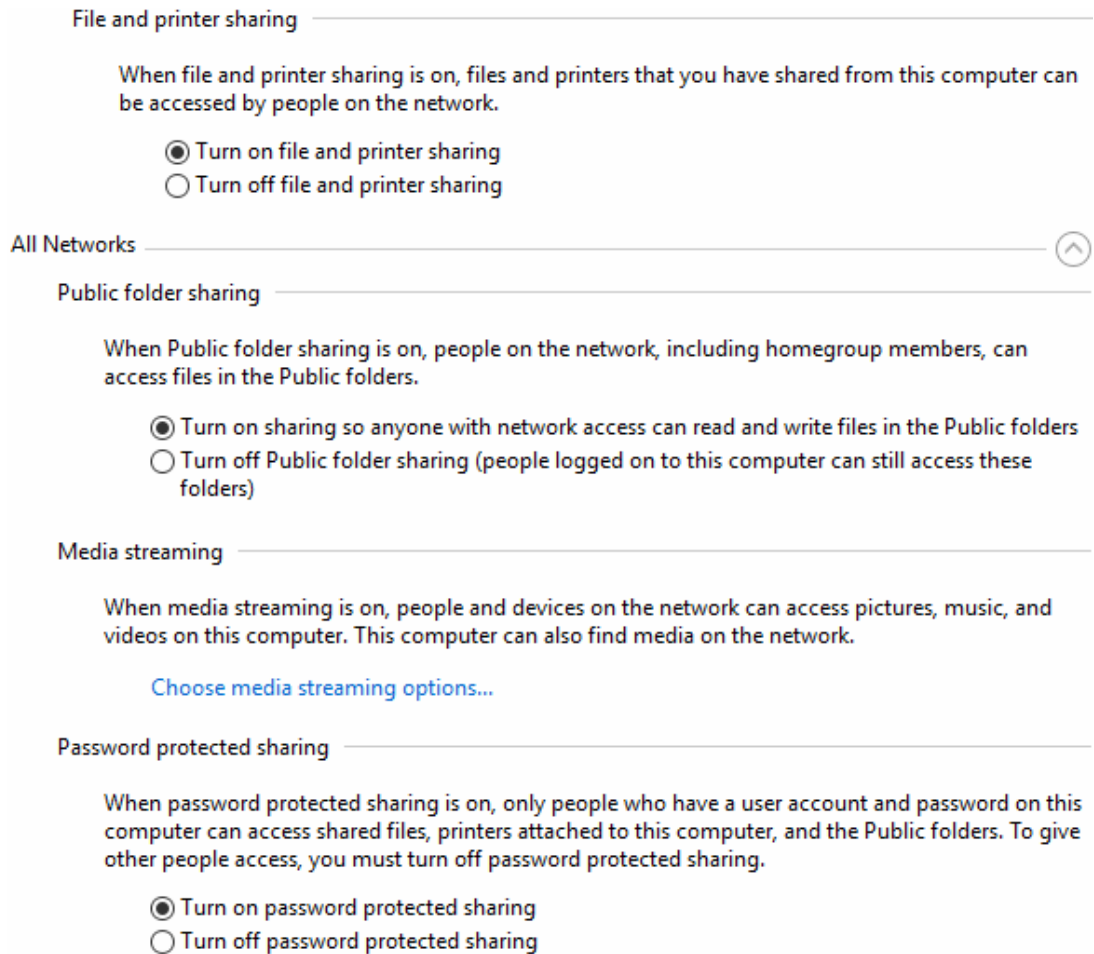 File and printer sharing
When file and printer sharing is on, files and printers that you have shared from this computer can
be accessed by people on the network.
Turn on file and printer sharing
Turn off file and printer sharing
All Networks
Public folder sharing
When Public folder sharing is on, people on the network, including homegroup members, can
access files in the Public folders.
Turn on sharing so anyone with network access can read and write files in the Public folders
Turn off Public folder sharing (people logged on to this computer can still access these
folders)
Media streaming
When media streaming is on, people and devices on the network can access pictures, music, and
videos on this computer. This computer can also find media on the network.
Choose media streaming options...
Password protected sharing
When password protected sharing is on, only people who have a user account and password on this
computer can access shared files, printers attached to this computer, and the Public folders. To give
other people access, you must turn off password protected sharing.
Turn on password protected sharing
Turn off password protected sharing